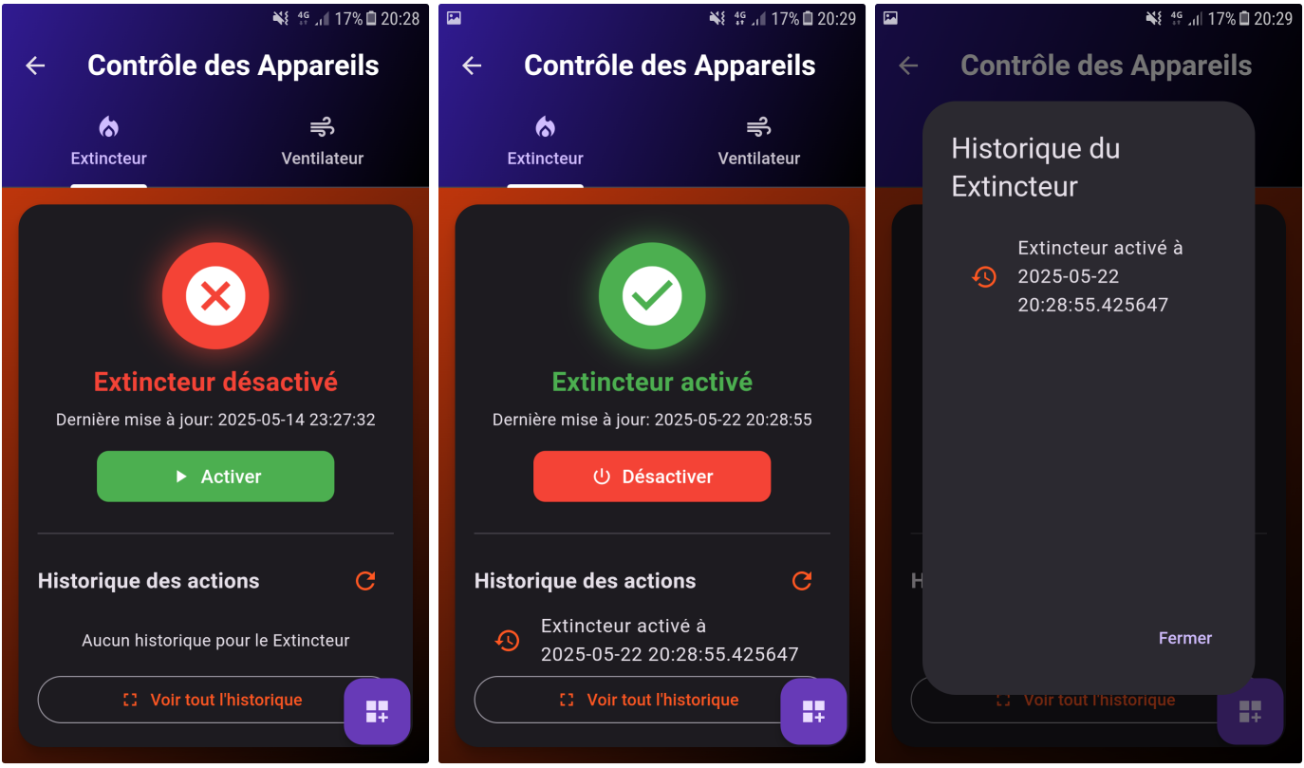 4G 17% 20:28
Contrôle des Appareils
Extincteur Ventilateur
Extincteur désactivé
Dernière mise à jour: 2025-05-14 23:27:32
Activer
Historique des actions
Aucun historique pour le Extincteur
Voir tout l'historique
4G 17% 20:29
Contrôle des Appareils
Extincteur Ventilateur
Extincteur activé
Dernière mise à jour: 2025-05-22 20:28:55
Désactiver
Historique des actions
Extincteur activé à
2025-05-22 20:28:55.425647
Voir tout l'historique
4G 17% 20:29
Contrôle des Appareils
Historique du
Extincteur
Extincteur activé à
2025-05-22
20:28:55.425647
H
Fermer
Voir tout l'historique